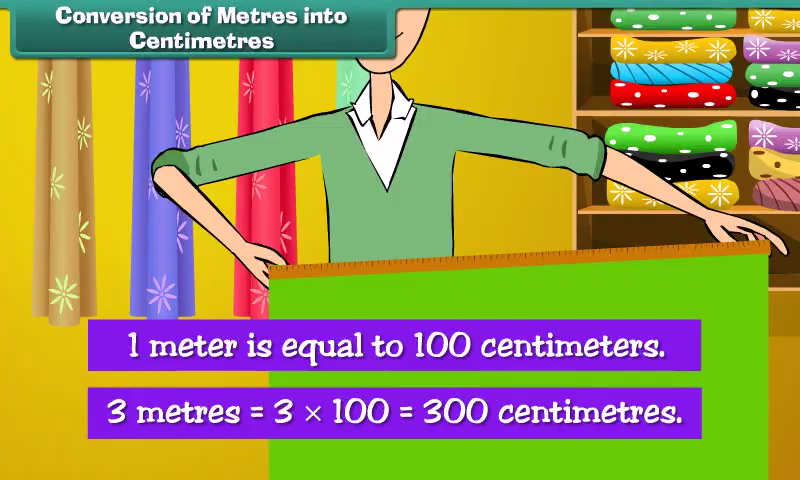 Conversion of Metres into
Centimetres
1 meter is equal to 100 centimeters.
3 metres = 3 × 100 = 300 centimetres.